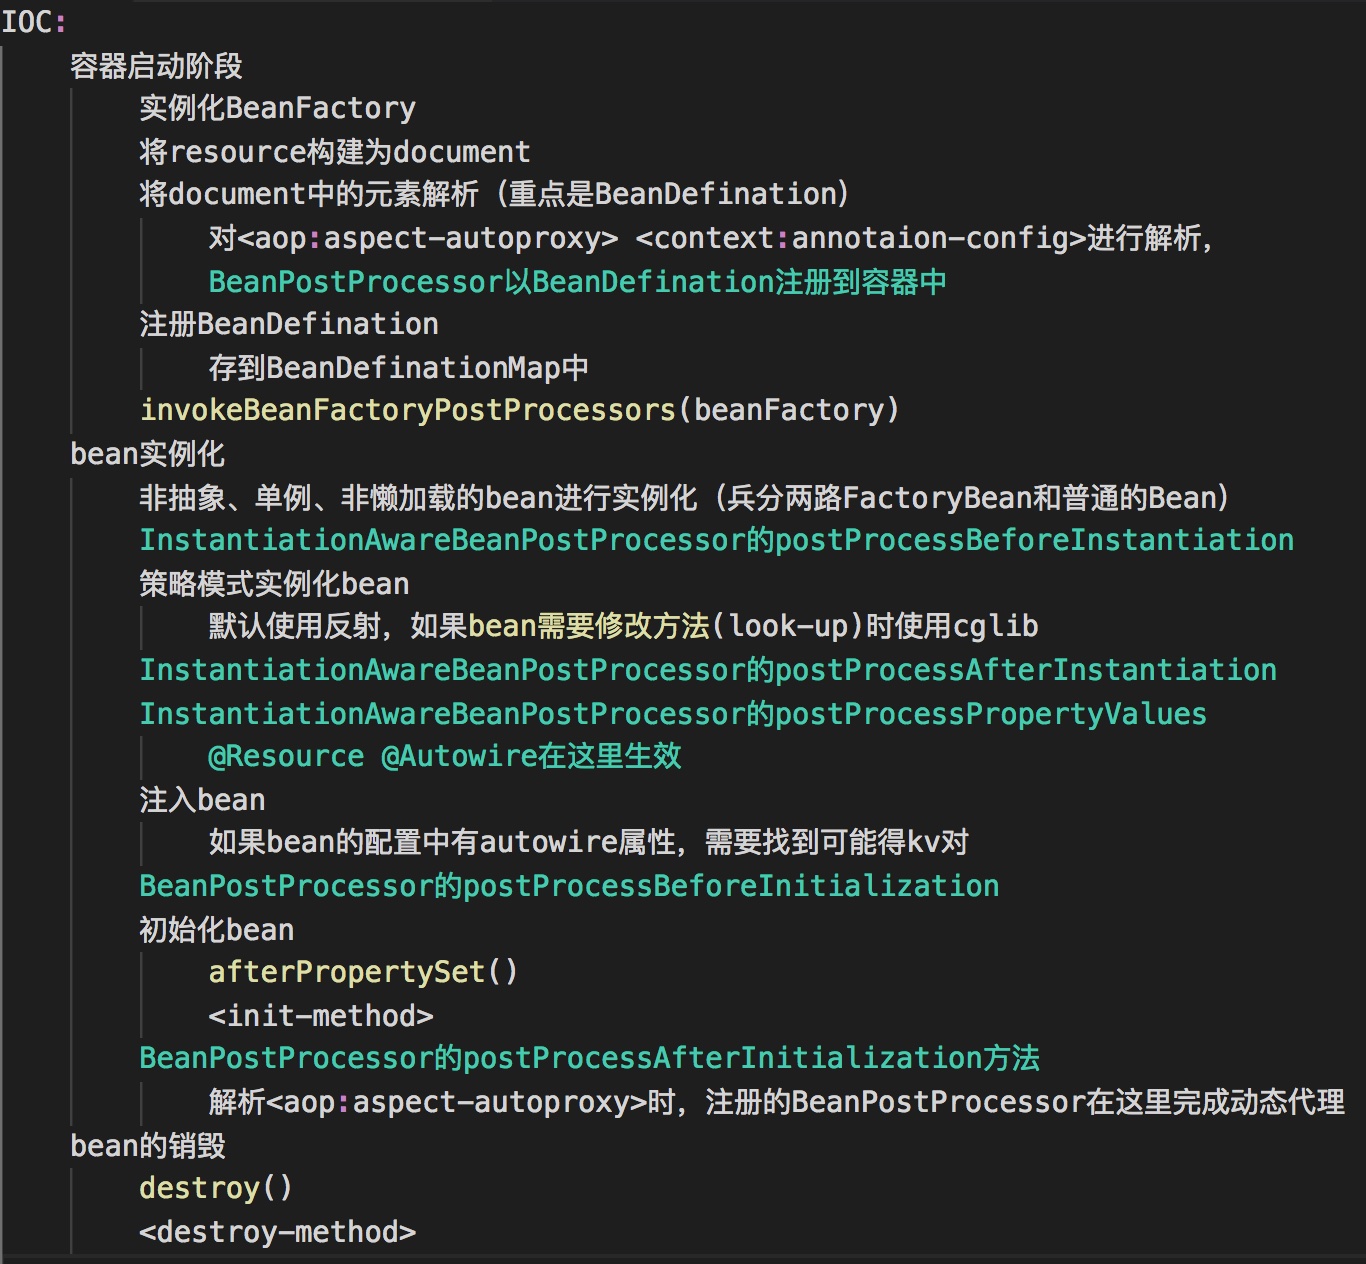 IOC:
容器启动阶段
实例化BeanFactory
将resource构建为document
将document中的元素解析（重点是BeanDefination）
对<aop:aspect-autoproxy> <context:annotaion-config>进行解析，
BeanPostProcessor以BeanDefination注册到容器中
注册BeanDefination
存到BeanDefinationMap中
invokeBeanFactoryPostProcessors(beanFactory)
bean实例化
非抽象、单例、非懒加载的bean进行实例化（兵分两路FactoryBean和普通的Bean）
InstantiationAwareBeanPostProcessor的postProcessBeforeInstantiation
策略模式实例化bean
默认使用反射，如果bean需要修改方法(look-up)时使用cglib
InstantiationAwareBeanPostProcessor的postProcessAfterInstantiation
InstantiationAwareBeanPostProcessor的postProcessPropertyValues
@Resource @Autowire在这里生效
注入bean
如果bean的配置中有autowire属性，需要找到可能得kv对
BeanPostProcessor的postProcessBeforeInitialization
初始化bean
afterPropertySet()
<init-method>
BeanPostProcessor的postProcessAfterInitialization方法
解析<aop:aspect-autoproxy>时，注册的BeanPostProcessor在这里完成动态代理
bean的销毁
destroy()
<destroy-method>